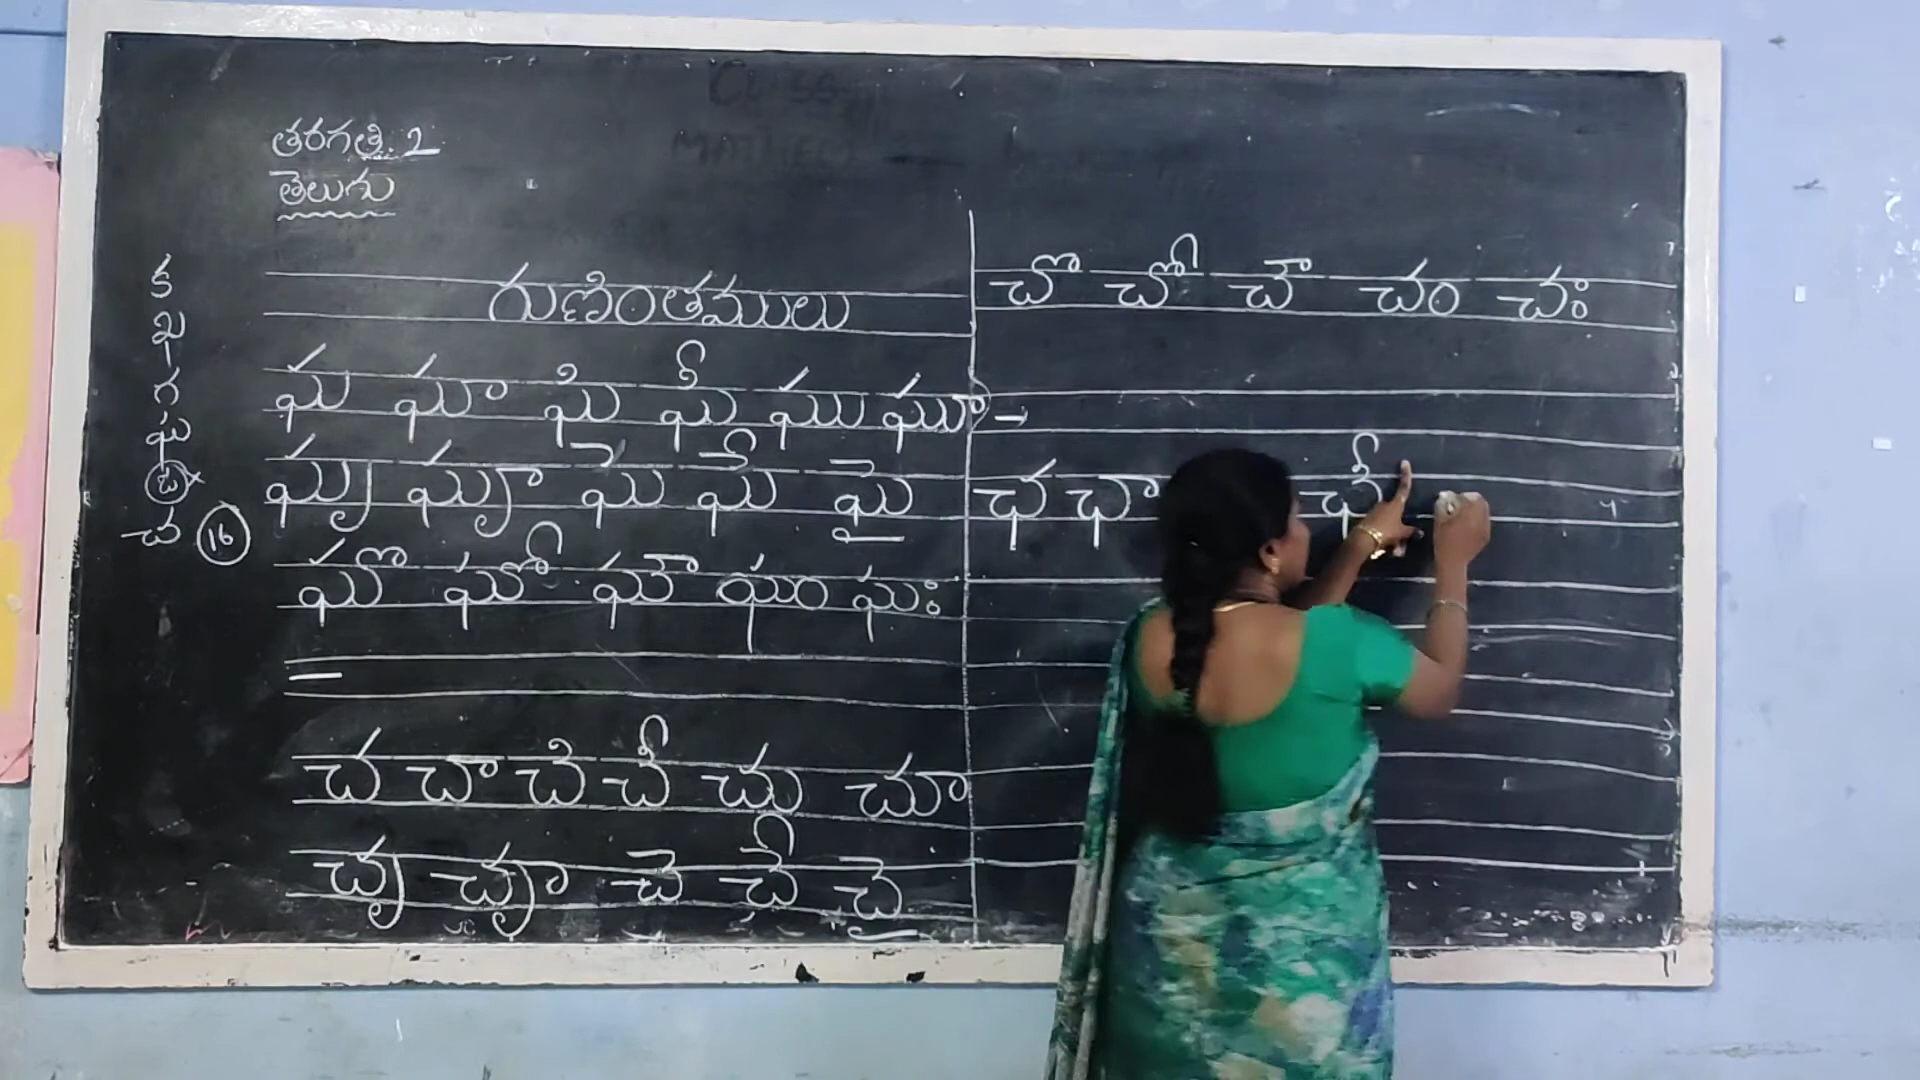 తరగతి. 2
తెలుగు
గుణింతములు
క
ఖ
గ
ఘ
ఙ
చ
16
ఘ ఘా ఘి ఘీ ఘు ఘూ -
ఘృ ఘౄ ఘె ఘే ఘై
ఘొ ఘో ఘౌ ఘం ఘః
చ చా చి చీ చు చూ
చృ చౄ చె చే చై
చొ చో చౌ చం చః
ఛ ఛా ఛీ